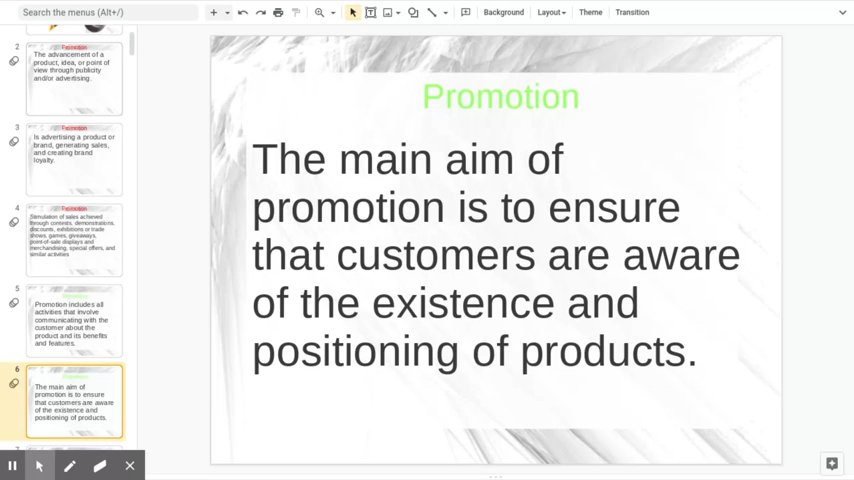 Search the menus (Alt+/)
Background
Layout
Theme
Transition
2
Promotion
The advancement of a
product, idea, or point of
view through publicity
and/or advertising.
3
Promotion
Is advertising a product or
brand, generating sales,
and creating brand
loyalty.
4
Promotion
Stimulation of sales achieved
through contests, demonstrations,
discounts, exhibitions or trade
shows, games, giveaways,
point-of-sale displays and
merchandising, special offers, and
similar activities
5
Promotion includes all
activities that involve
communicating with the
customer about the
product and its benefits
and features.
6
The main aim of
promotion is to ensure
that customers are aware
of the existence and
positioning of products.
Promotion
The main aim of
promotion is to ensure
that customers are aware
of the existence and
positioning of products.